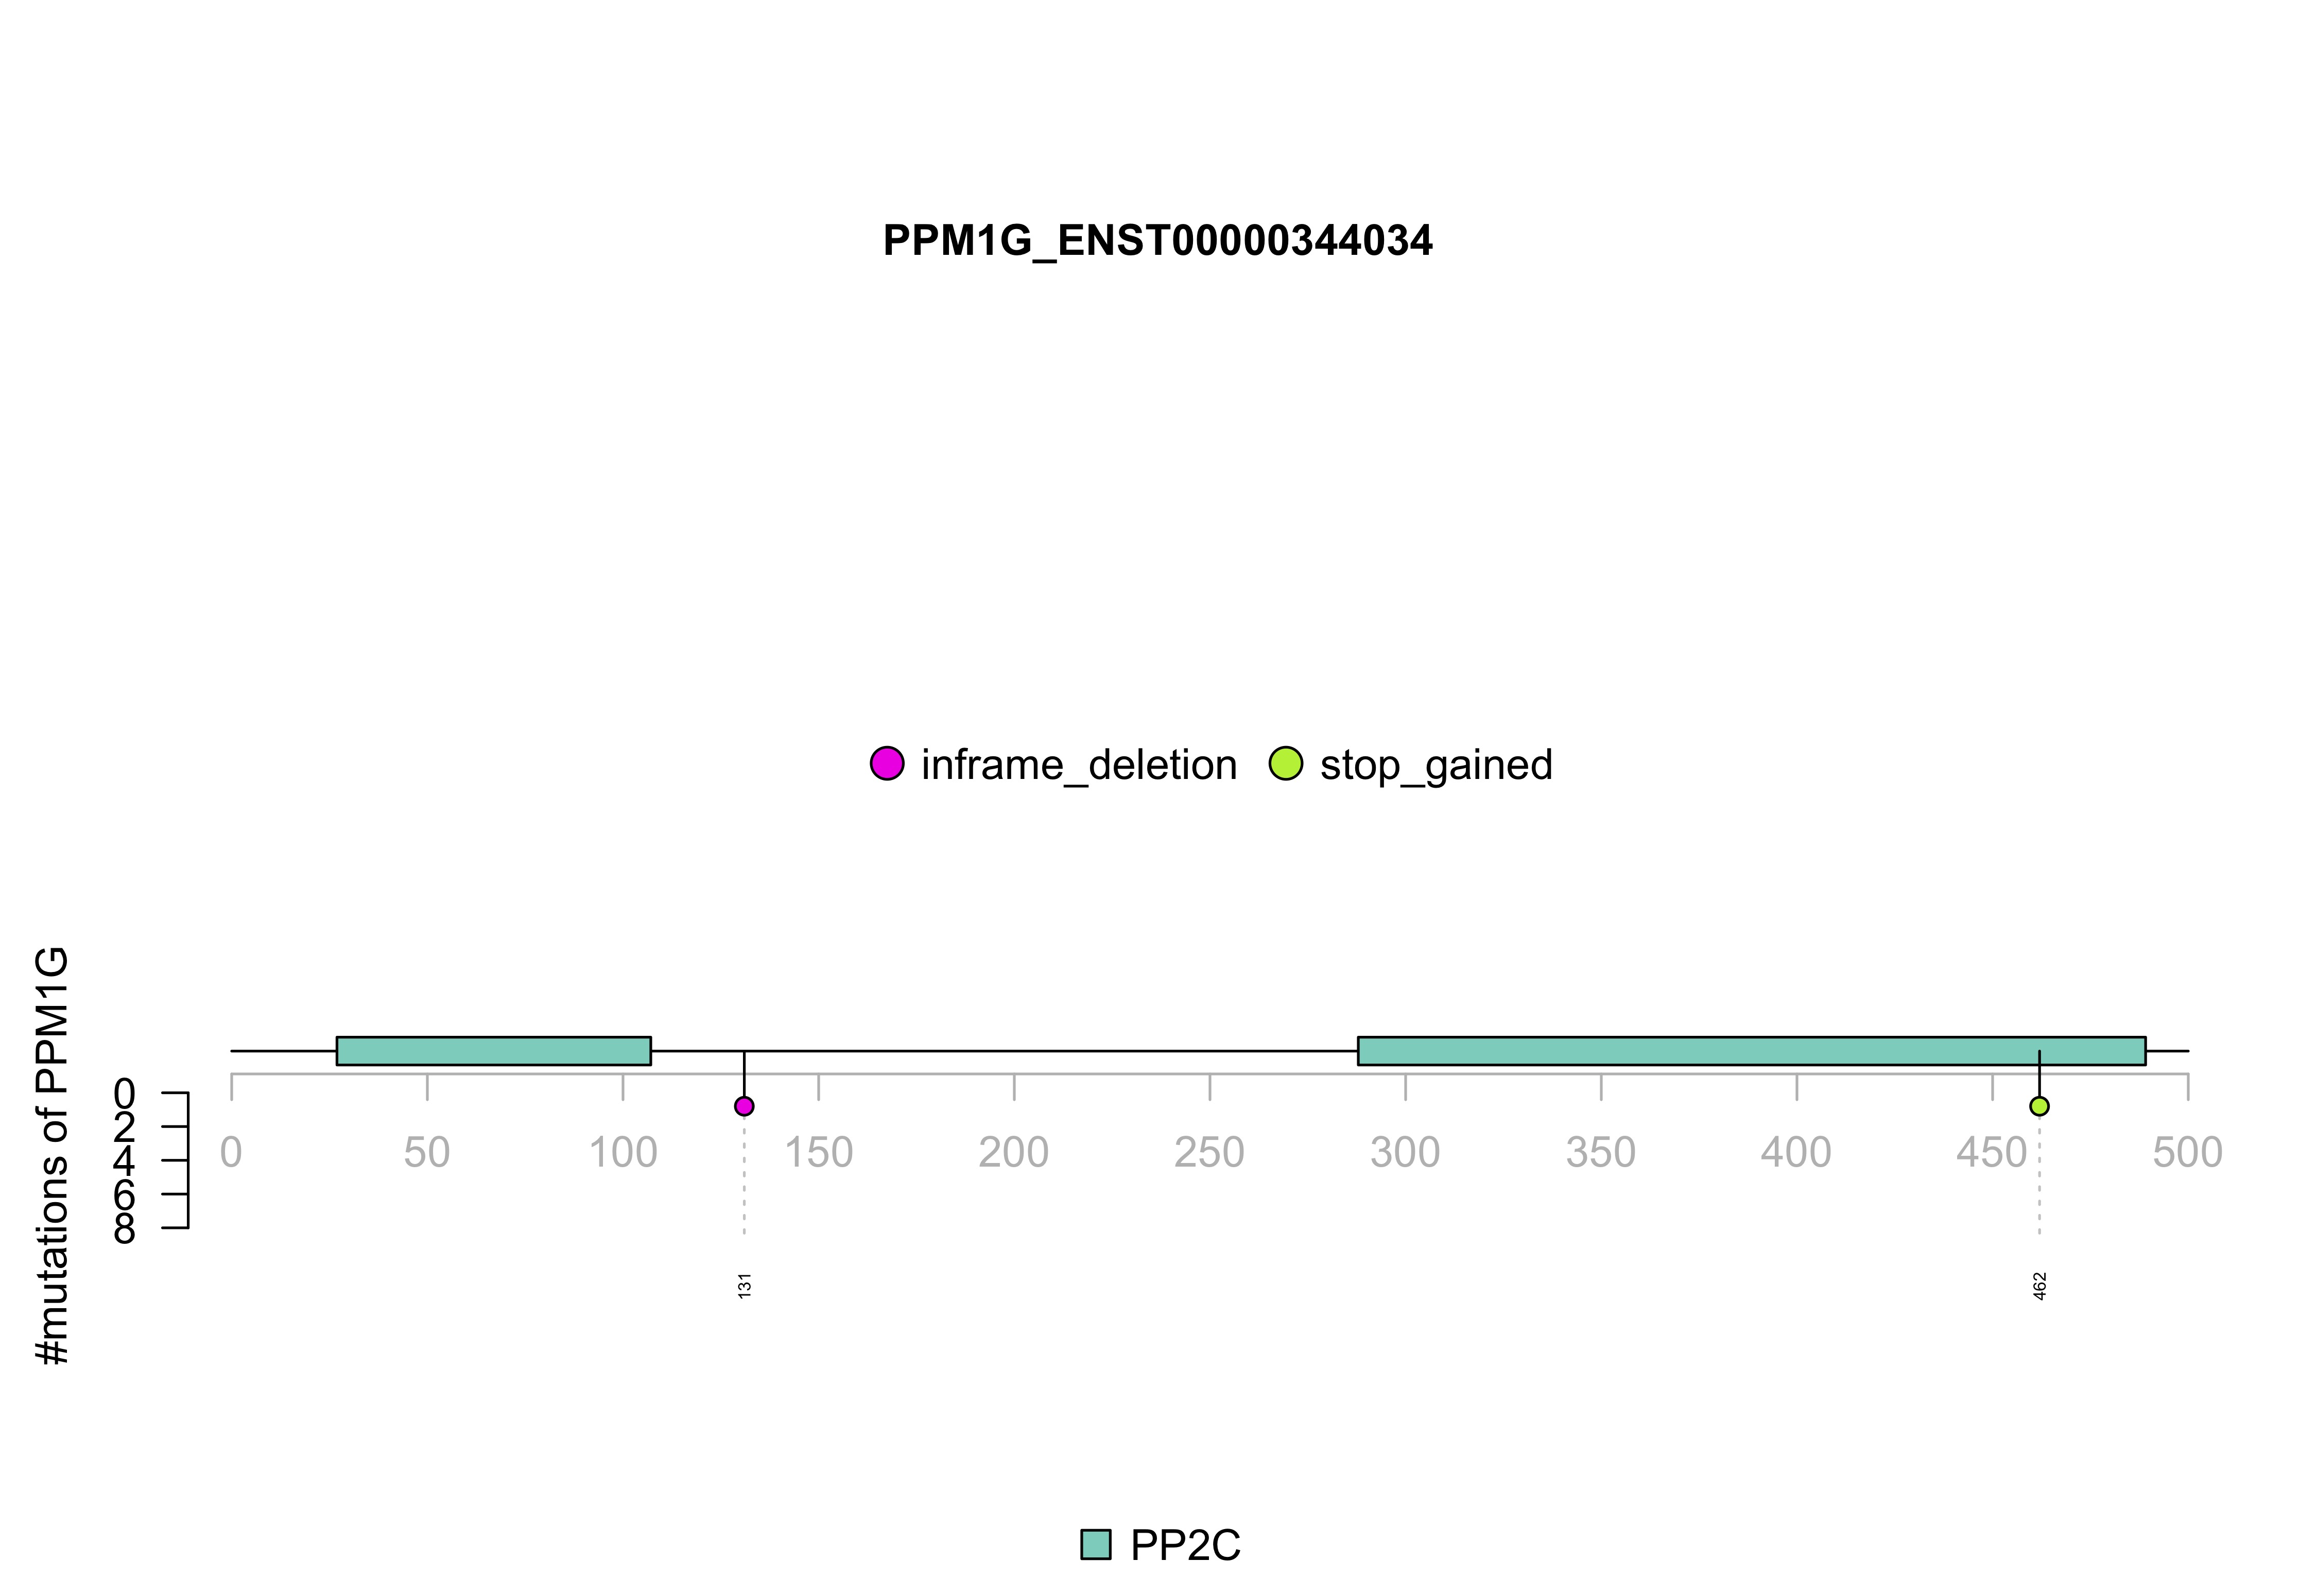 PPM1G_ENST00000344034
inframe_deletion stop_gained
#mutations of PPM1G
0
2
4
6
8
0 50 100 150 200 250 300 350 400 450 500
131 462
PP2C